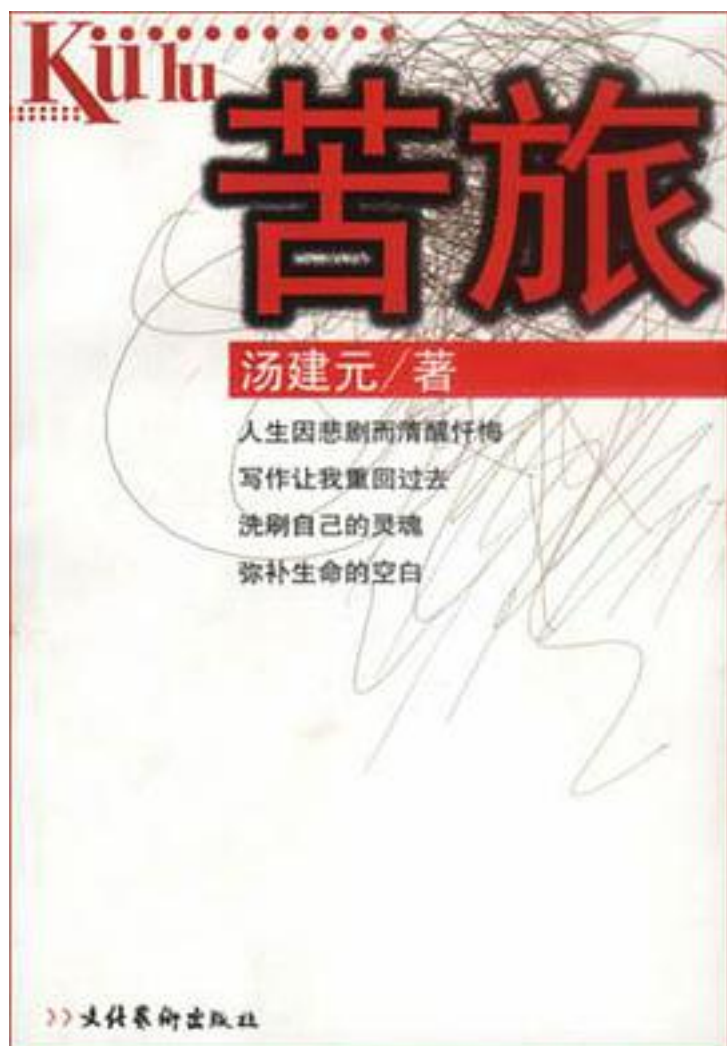 Ku lu
苦旅
汤建元/著
人生因悲剧而清醒忏悔
写作让我重回过去
洗刷自己的灵魂
弥补生命的空白
>>文化艺术出版社